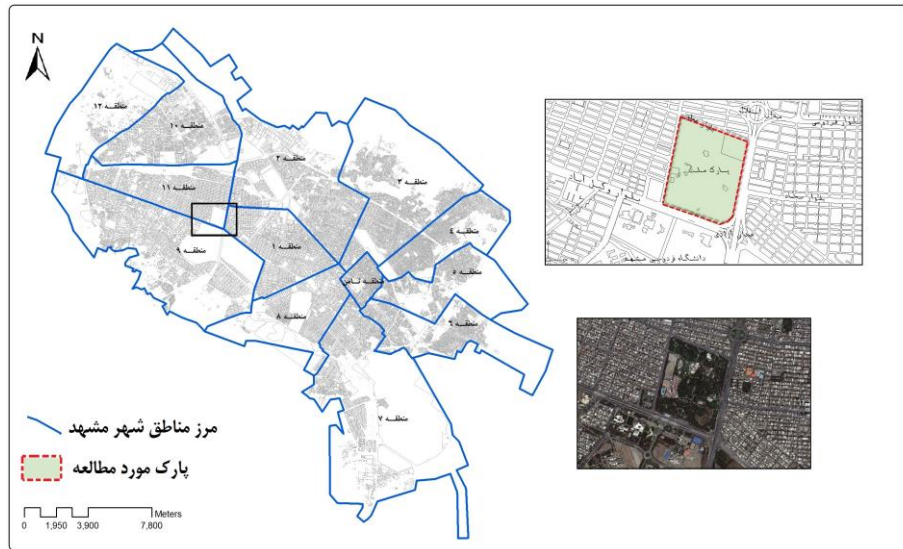 N
منطقه ۱۲
منطقه ۱۰
منطقه ۲
منطقه ۳
منطقه ۱۱
منطقه ۴
منطقه ۱
منطقه ۹
منطقه ۵
منطقه ثامن
منطقه ۸
منطقه ۶
منطقه ۷
مرز مناطق شهر مشهد
پارک مورد مطالعه
Meters
0 1,950 3,900 7,800
پارک ملت
بلوار سجاد
دانشگاه فردوسی مشهد